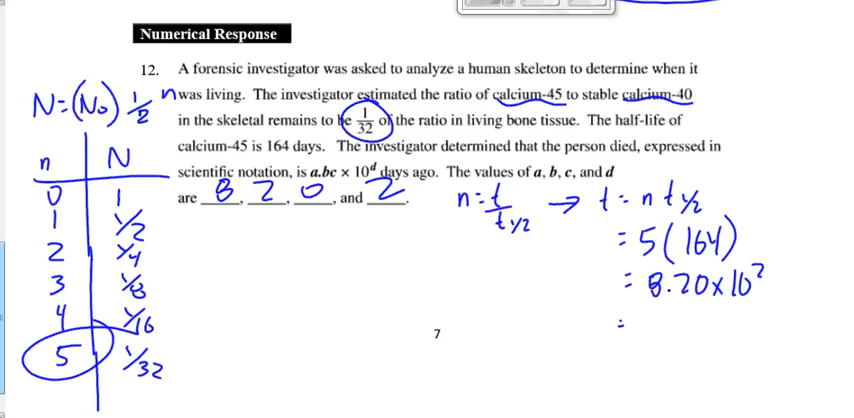 Numerical Response
12. A forensic investigator was asked to analyze a human skeleton to determine when it
was living. The investigator estimated the ratio of calcium-45 to stable calcium-40
in the skeletal remains to be 1/32 of the ratio in living bone tissue. The half-life of
calcium-45 is 164 days. The investigator determined that the person died, expressed in
scientific notation, is a.bc × 10^d days ago. The values of a, b, c, and d
are 8, 2, 0, and 2.
N=(N₀) 1/2 n
n N
0 1
1 1/2
2 1/4
3 1/8
4 1/16
5 1/32
n = t/t 1/2 → t = n t 1/2
= 5(164)
= 8.20×10²
=
7